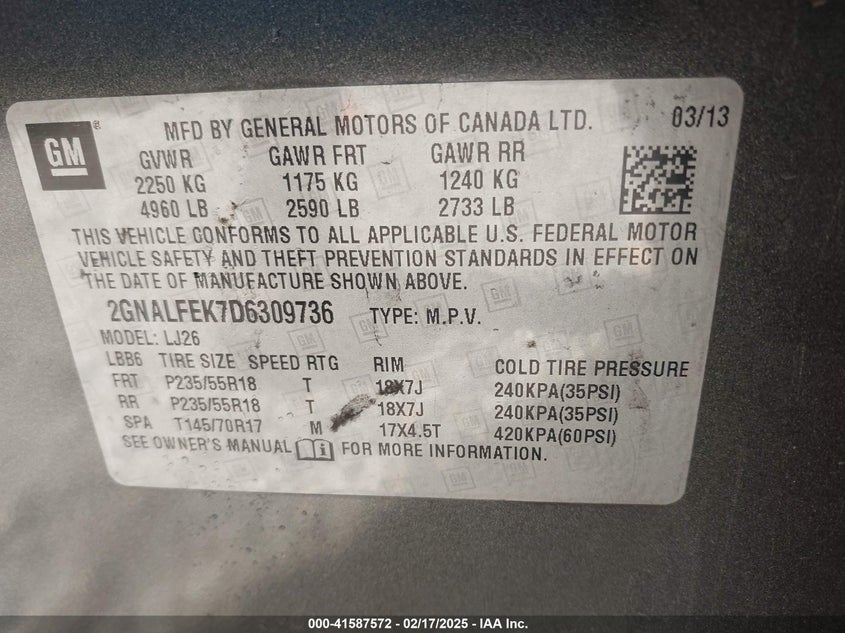 GM
MFD BY GENERAL MOTORS OF CANADA LTD. 03/13
GVWR GAWR FRT GAWR RR
2250 KG 1175 KG 1240 KG
4960 LB 2590 LB 2733 LB
THIS VEHICLE CONFORMS TO ALL APPLICABLE U.S. FEDERAL MOTOR
VEHICLE SAFETY AND THEFT PREVENTION STANDARDS IN EFFECT ON
THE DATE OF MANUFACTURE SHOWN ABOVE.
2GNALFEK7D6309736 TYPE: M.P.V.
MODEL: LJ26
LBB6 TIRE SIZE SPEED RTG RIM COLD TIRE PRESSURE
FRT P235/55R18 T 18X7J 240KPA(35PSI)
RR P235/55R18 T 18X7J 240KPA(35PSI)
SPA T145/70R17 M 17X4.5T 420KPA(60PSI)
SEE OWNER'S MANUAL FOR MORE INFORMATION.
000-41587572 - 02/17/2025 - IAA Inc.